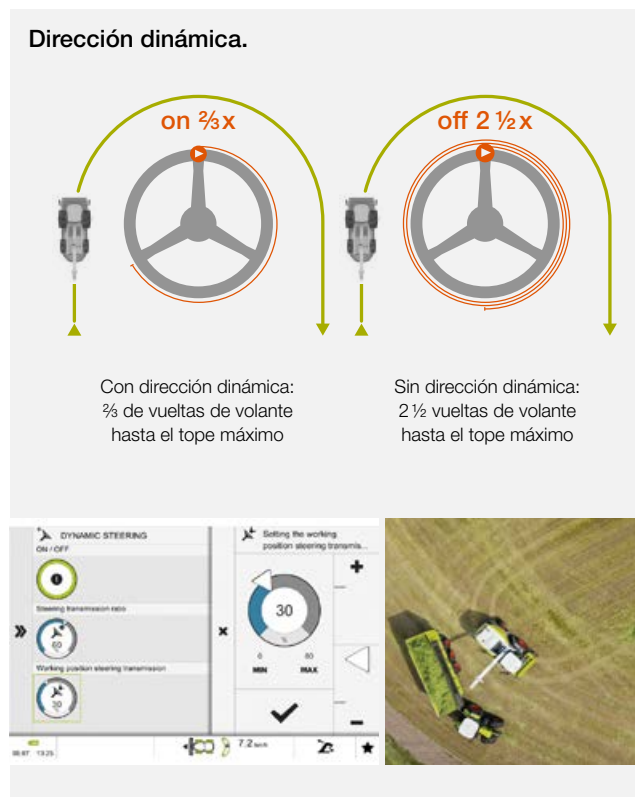 Dirección dinámica.
on ⅔x
off 2 ½x
Con dirección dinámica:
⅔ de vueltas de volante
hasta el tope máximo
Sin dirección dinámica:
2 ½ vueltas de volante
hasta el tope máximo
DYNAMIC STEERING
ON / OFF
Steering transmission ratio
60
Working position steering transmission
30
Setting the working
position steering transmis...
30
%
0 60
MIN MAX
7.2 km/h
13:25